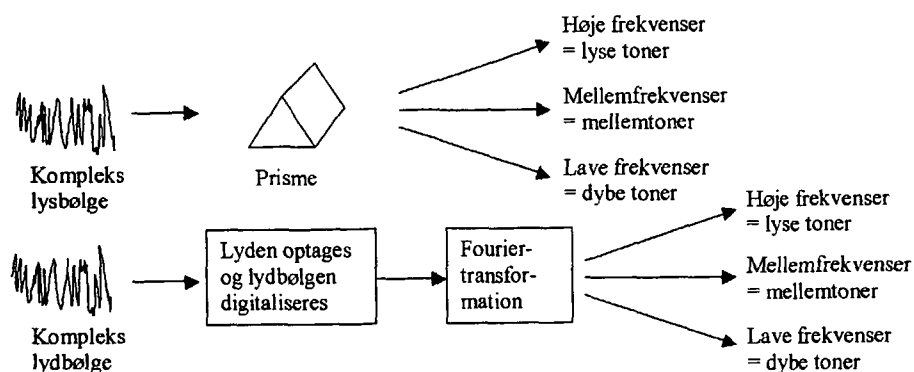 Høje frekvenser
= lyse toner
Mellemfrekvenser
= mellemtoner
Lave frekvenser
= dybe toner
Kompleks
lysbølge
Prisme
Kompleks
lydbølge
Lyden optages
og lydbølgen
digitaliseres
Fourier-
transfor-
mation
Høje frekvenser
= lyse toner
Mellemfrekvenser
=mellemtoner
Lave frekvenser
= dybe toner